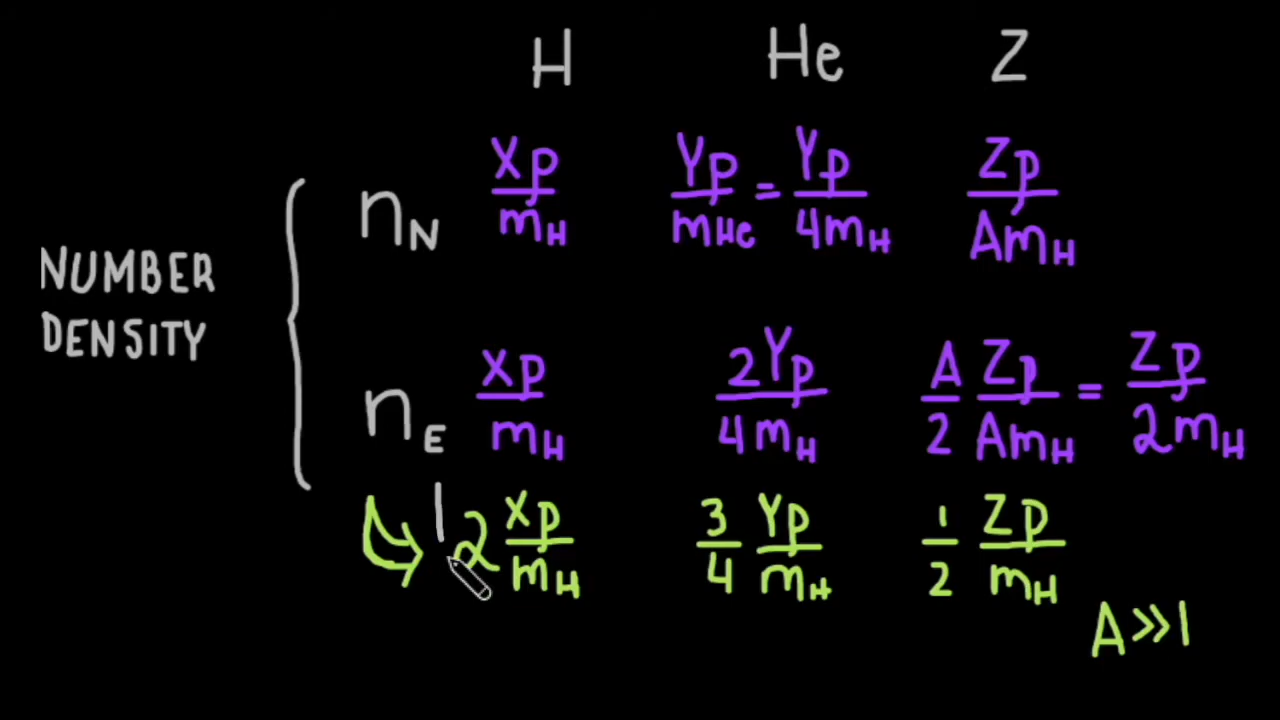 H He Z
n_N Xρ/m_H Yρ/m_He = Yρ/4m_H Zρ/Am_H
NUMBER
DENSITY
n_E Xρ/m_H 2Yρ/4m_H A/2 Zρ/Am_H = Zρ/2m_H
2 Xρ/m_H 3/4 Yρ/m_H 1/2 Zρ/m_H
A >> 1